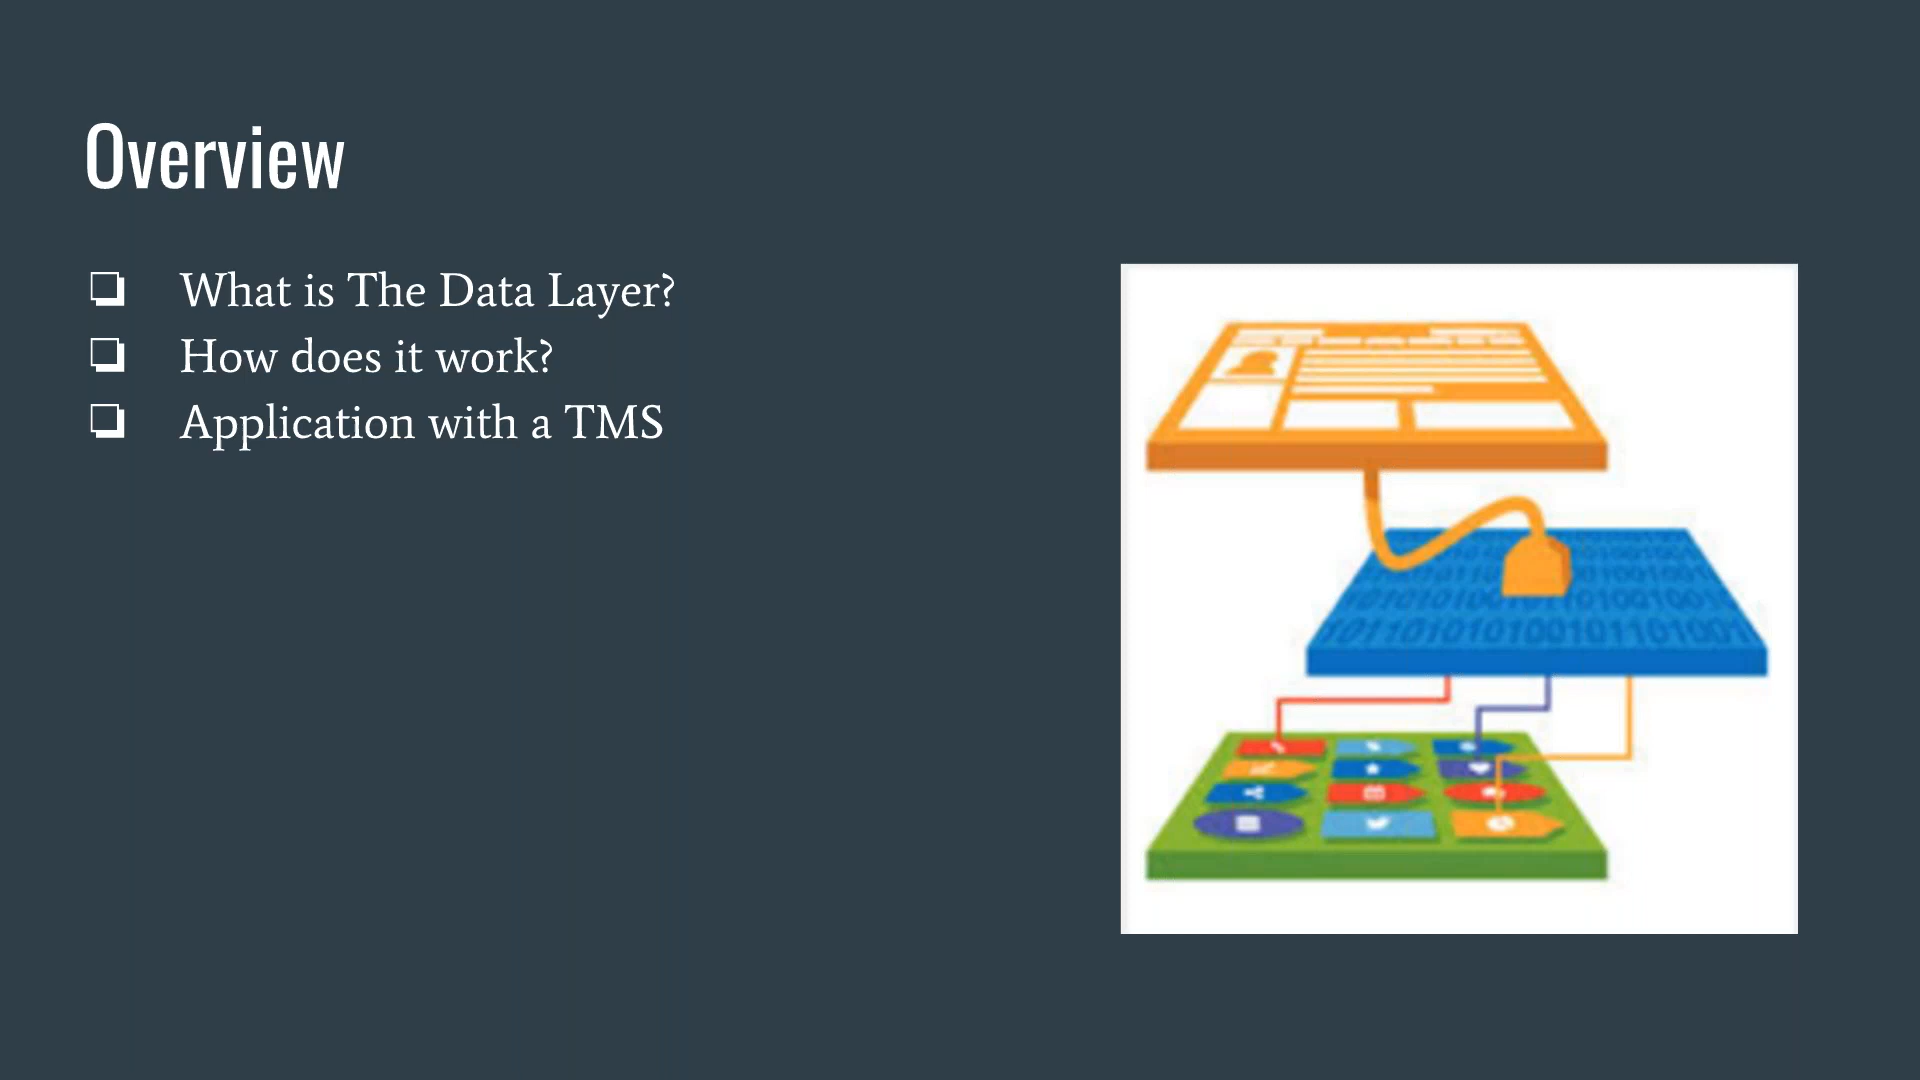 Overview
❏ What is The Data Layer?
❏ How does it work?
❏ Application with a TMS